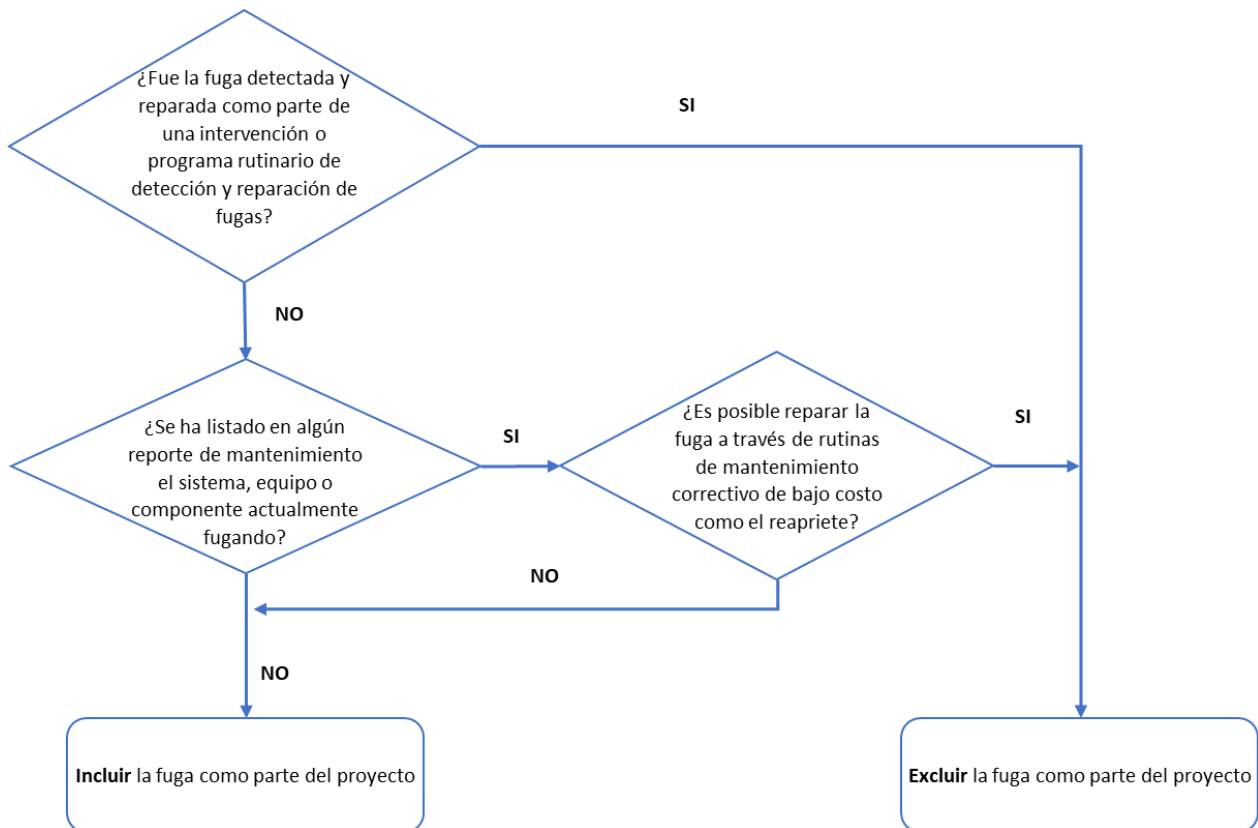 ¿Fue la fuga detectada y
reparada como parte de
una intervención o
programa rutinario de
detección y reparación de
fugas?
SI
NO
¿Se ha listado en algún
reporte de mantenimiento
el sistema, equipo o
componente actualmente
fugando?
SI
¿Es posible reparar la
fuga a través de rutinas
de mantenimiento
correctivo de bajo costo
como el reapriete?
SI
NO
NO
Incluir la fuga como parte del proyecto
Excluir la fuga como parte del proyecto